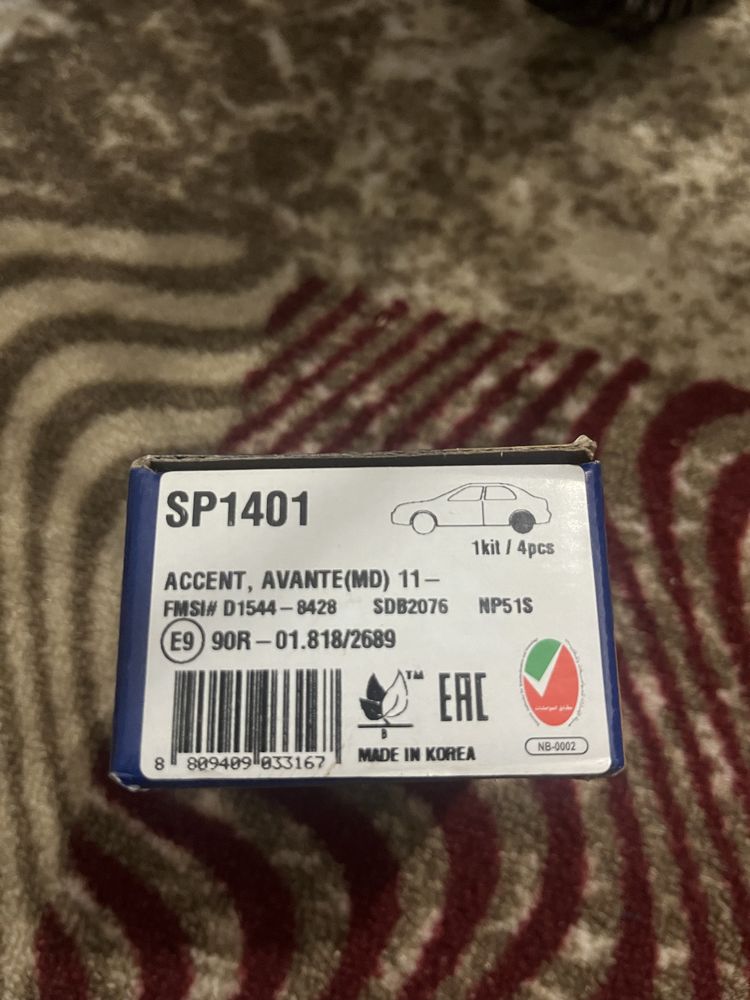 SP1401
1kit / 4pcs
ACCENT, AVANTE(MD) 11–
FMSI# D1544–8428 SDB2076 NP51S
E9 90R–01.818/2689
TM
EAC
B
8 809409 033167
MADE IN KOREA
NB-0002